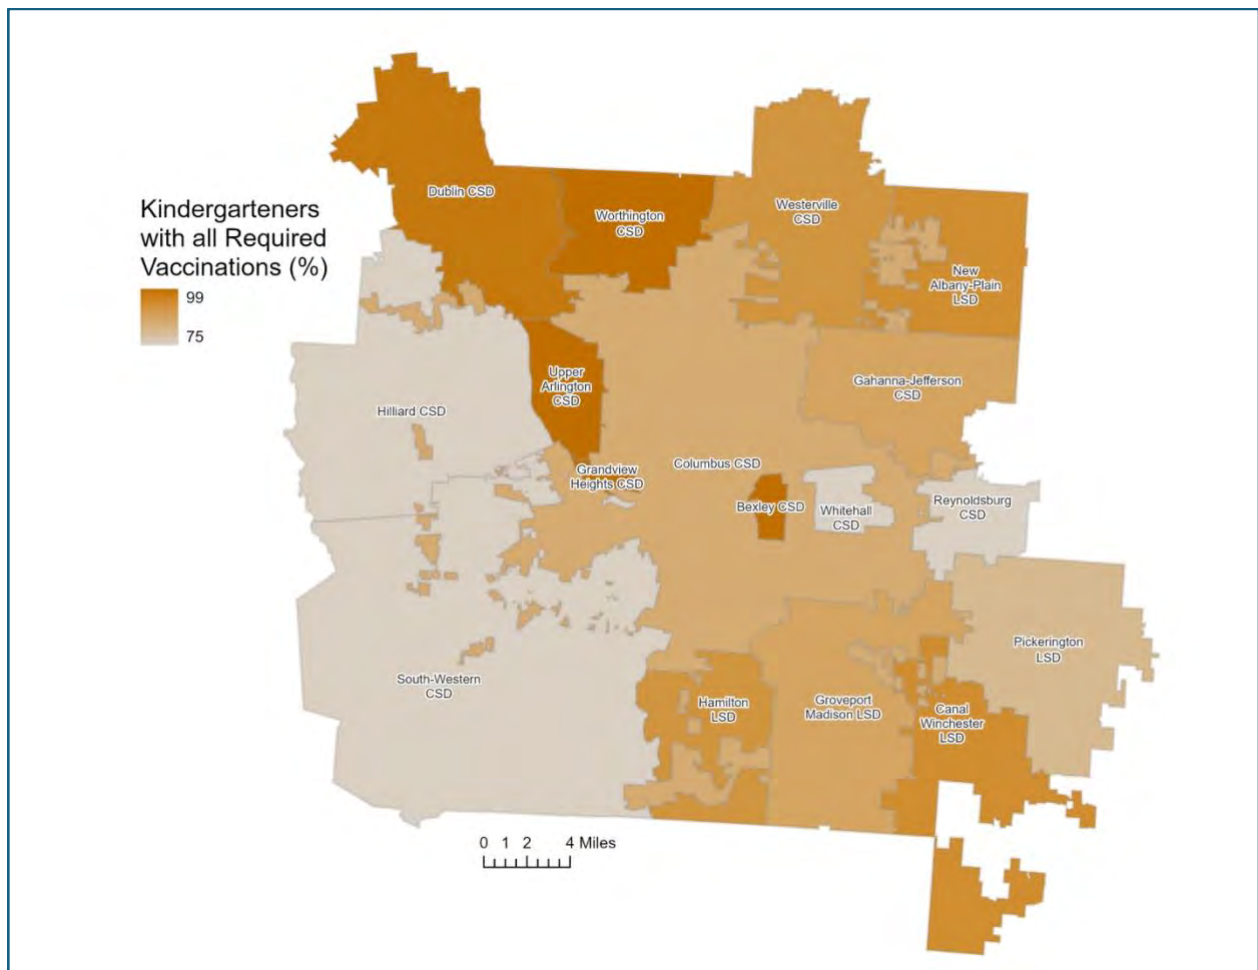 Kindergarteners
with all Required
Vaccinations (%)
99
75
Dublin CSD
Worthington
CSD
Westerville
CSD
New
Albany-Plain
LSD
Upper
Arlington
CSD
Gahanna-Jefferson
CSD
Hilliard CSD
Grandview
Heights CSD
Columbus CSD
Bexley CSD
Whitehall
CSD
Reynoldsburg
CSD
Pickerington
LSD
South-Western
CSD
Hamilton
LSD
Groveport
Madison LSD
Canal
Winchester
LSD
0 1 2 4 Miles